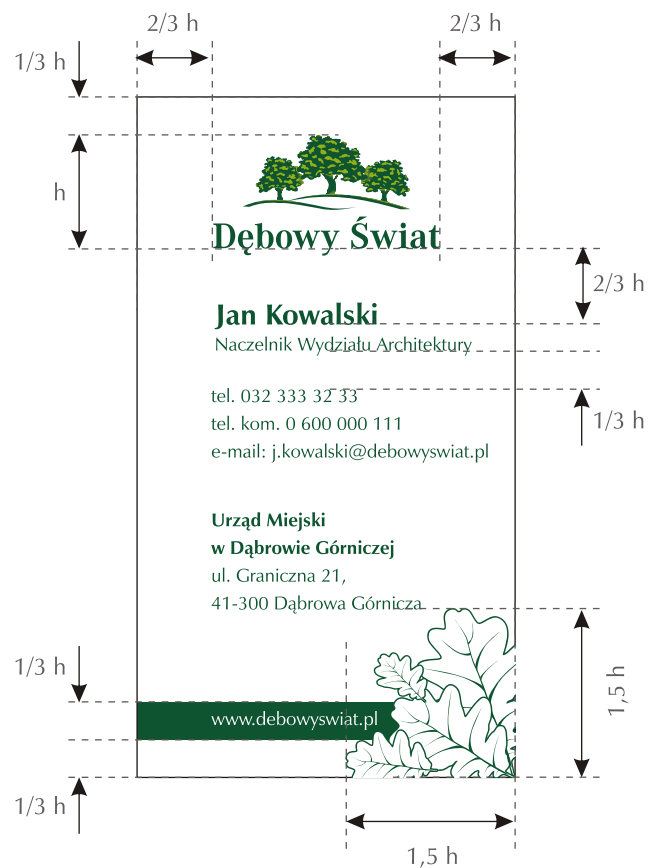 2/3 h
2/3 h
1/3 h
h
Dębowy Świat
2/3 h
Jan Kowalski
Naczelnik Wydziału Architektury
tel. 032 333 32 33
1/3 h
tel. kom. 0 600 000 111
e-mail: j.kowalski@debowyswiat.pl
Urząd Miejski
w Dąbrowie Górniczej
ul. Graniczna 21,
41-300 Dąbrowa Górnicza
1/3 h
1,5 h
www.debowyswiat.pl
1/3 h
1,5 h